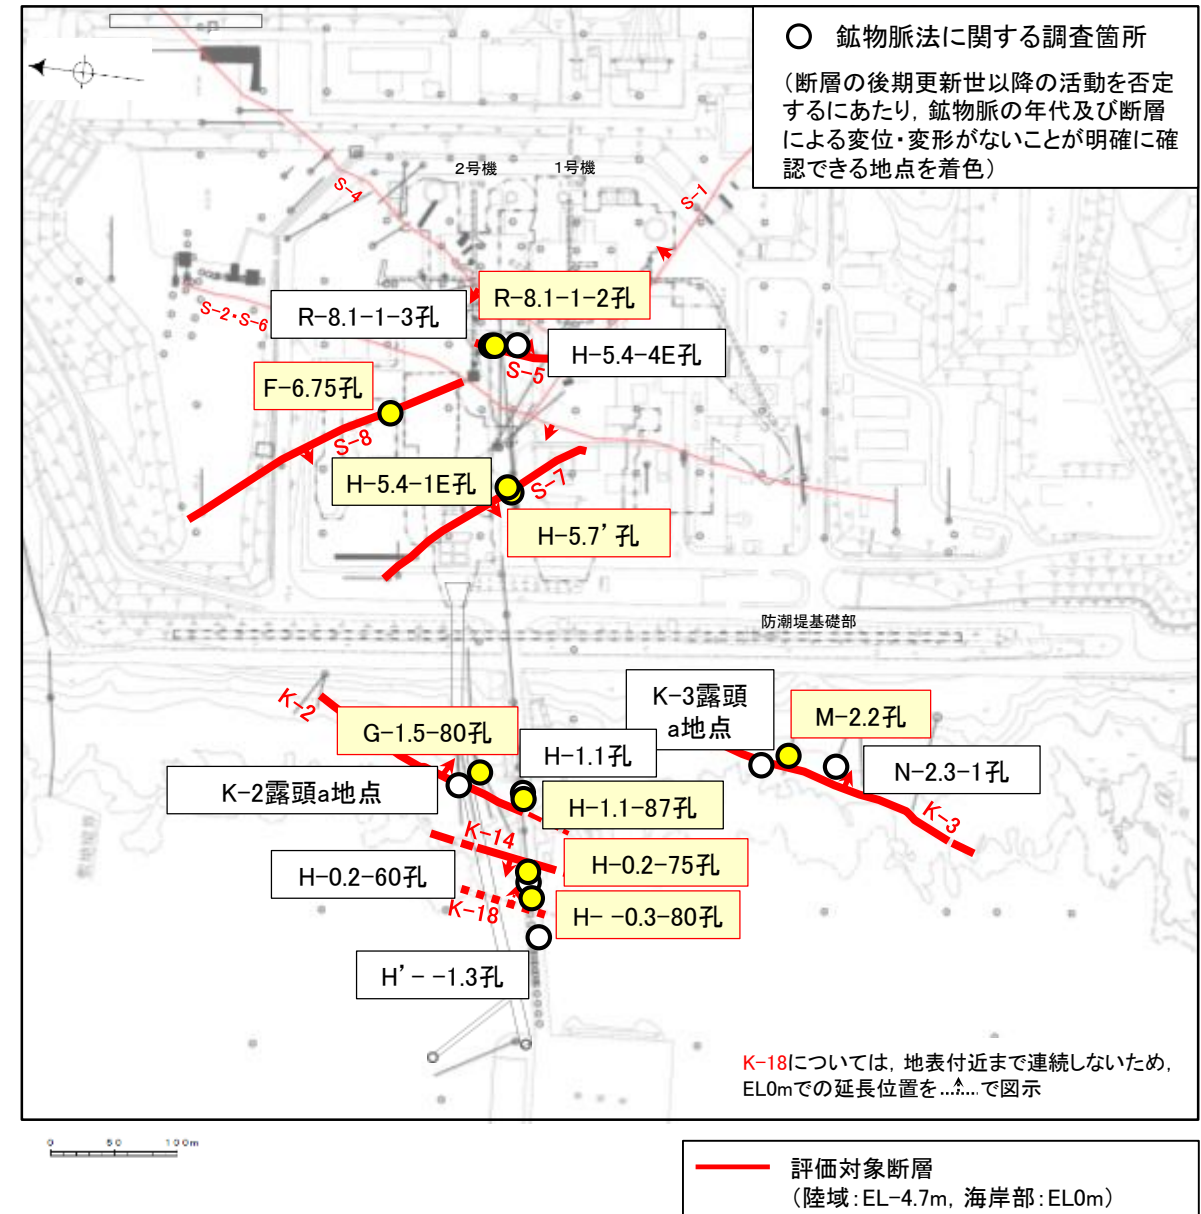 ○ 鉱物脈法に関する調査箇所
(断層の後期更新世以降の活動を否定
するにあたり, 鉱物脈の年代及び断層
による変位・変形がないことが明確に確
認できる地点を着色)
2号機
1号機
S-4
S-1
R-8.1-1-2孔
S-2・S-6
R-8.1-1-3孔
H-5.4-4E孔
S-5
F-6.75孔
S-8
H-5.4-1E孔
S-7
H-5.7’孔
防潮堤基礎部
K-2
K-3露頭
a地点
M-2.2孔
G-1.5-80孔
H-1.1孔
N-2.3-1孔
K-2露頭a地点
H-1.1-87孔
K-3
K-14
H-0.2-75孔
H-0.2-60孔
K-18
H- -0.3-80孔
H’- -1.3孔
K-18については, 地表付近まで連続しないため,
EL0mでの延長位置を で図示
0 50 100m
評価対象断層
(陸域:EL-4.7m, 海岸部:EL0m)